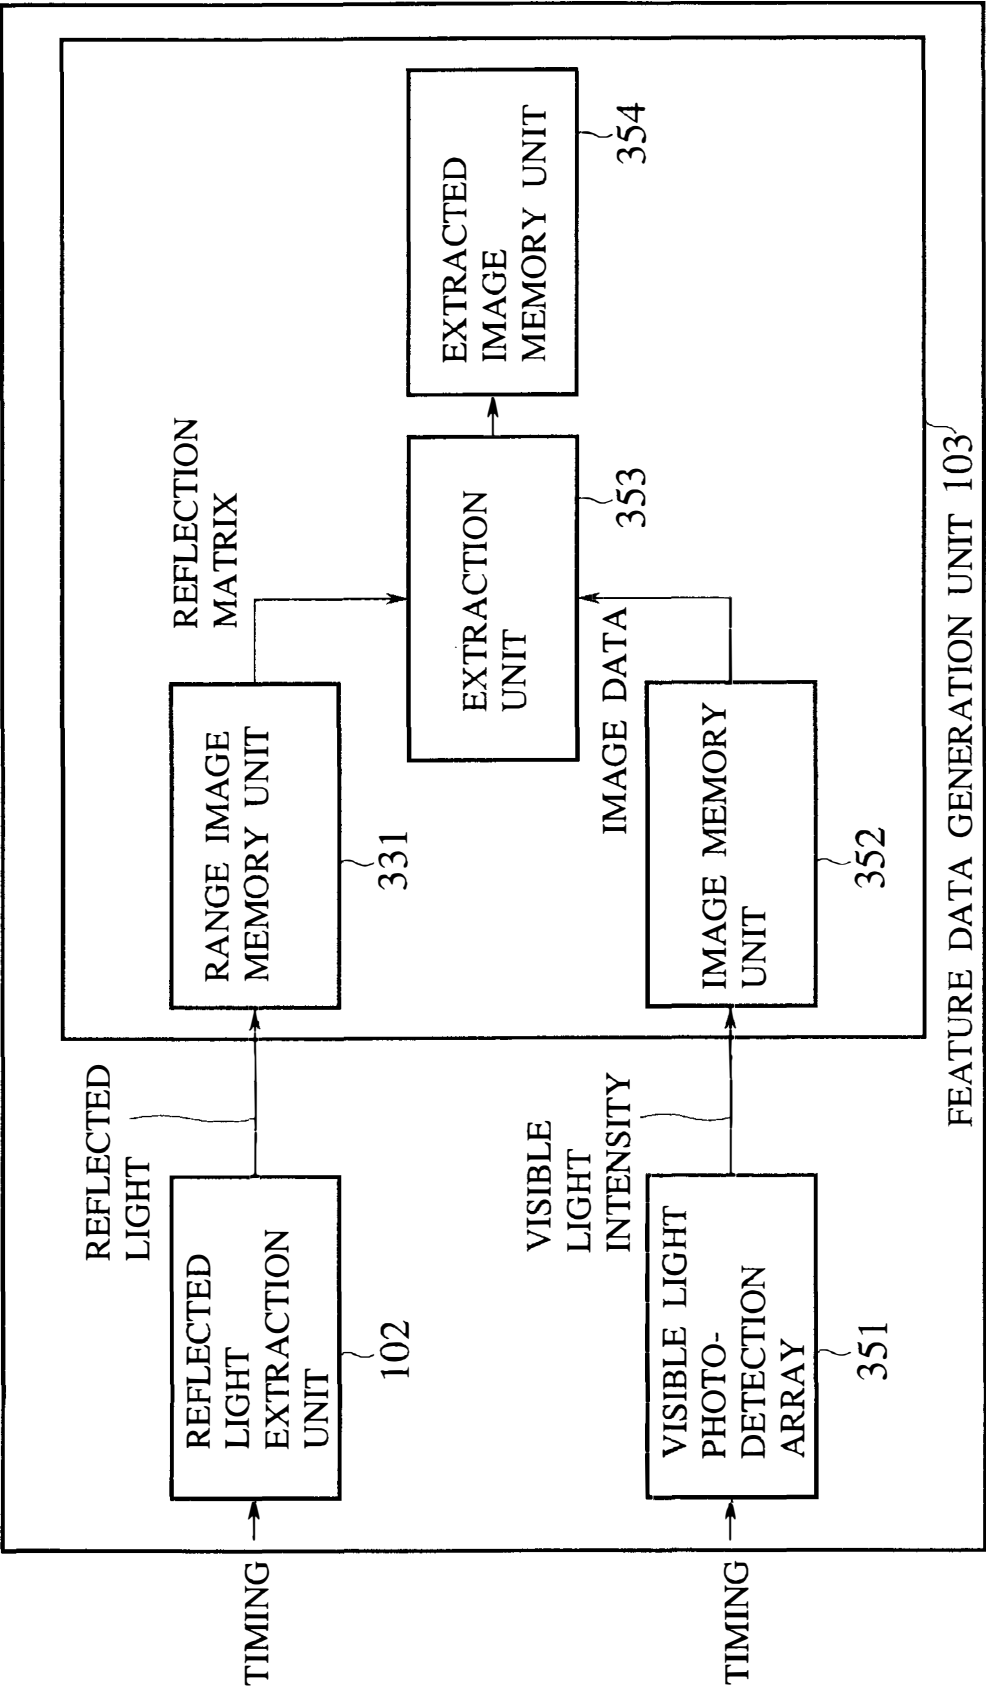 TIMING
REFLECTED
LIGHT
EXTRACTION
UNIT
102
REFLECTED
LIGHT
RANGE IMAGE
MEMORY UNIT
331
REFLECTION
MATRIX
EXTRACTION
UNIT
353
EXTRACTED
IMAGE
MEMORY UNIT
354
TIMING
VISIBLE LIGHT
PHOTO-
DETECTION
ARRAY
351
VISIBLE
LIGHT
INTENSITY
IMAGE MEMORY
UNIT
352
IMAGE DATA
FEATURE DATA GENERATION UNIT 103